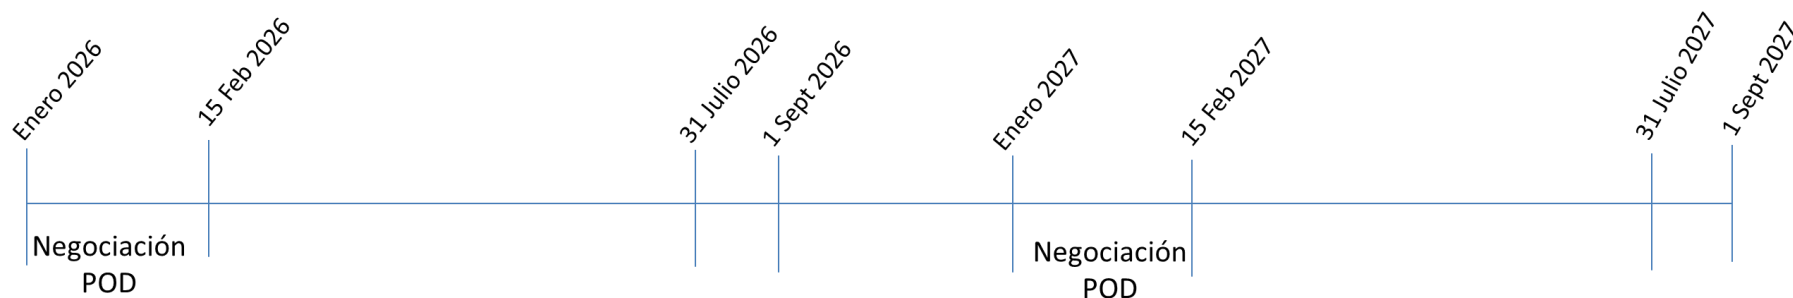 Enero 2026
15 Feb 2026
31 Julio 2026
1 Sept 2026
Enero 2027
15 Feb 2027
31 Julio 2027
1 Sept 2027
Negociación
POD
Negociación
POD